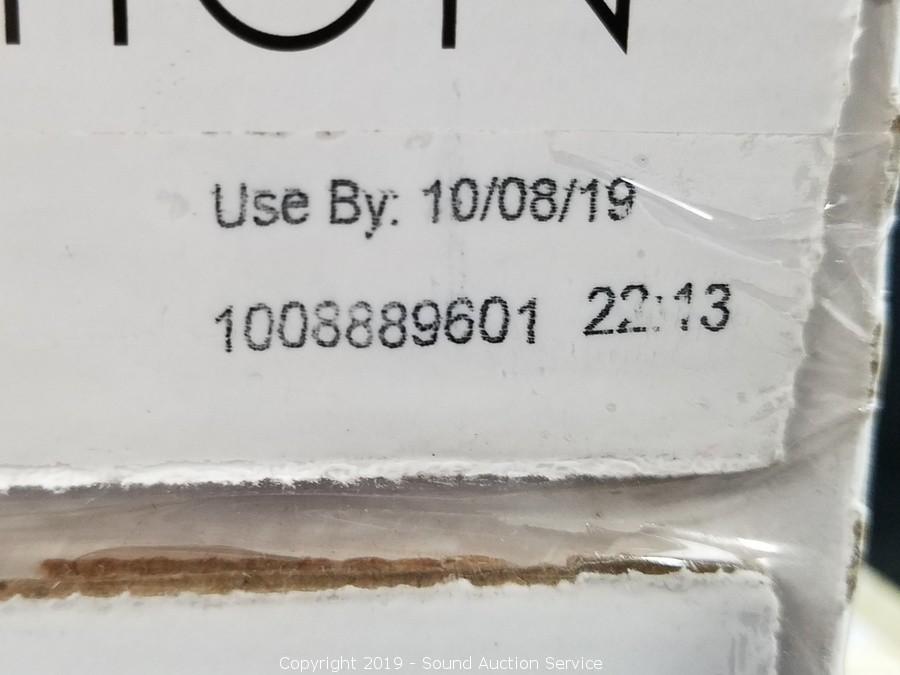 Use By: 10/08/19
1008889601 22:13
Copyright 2019 - Sound Auction Service